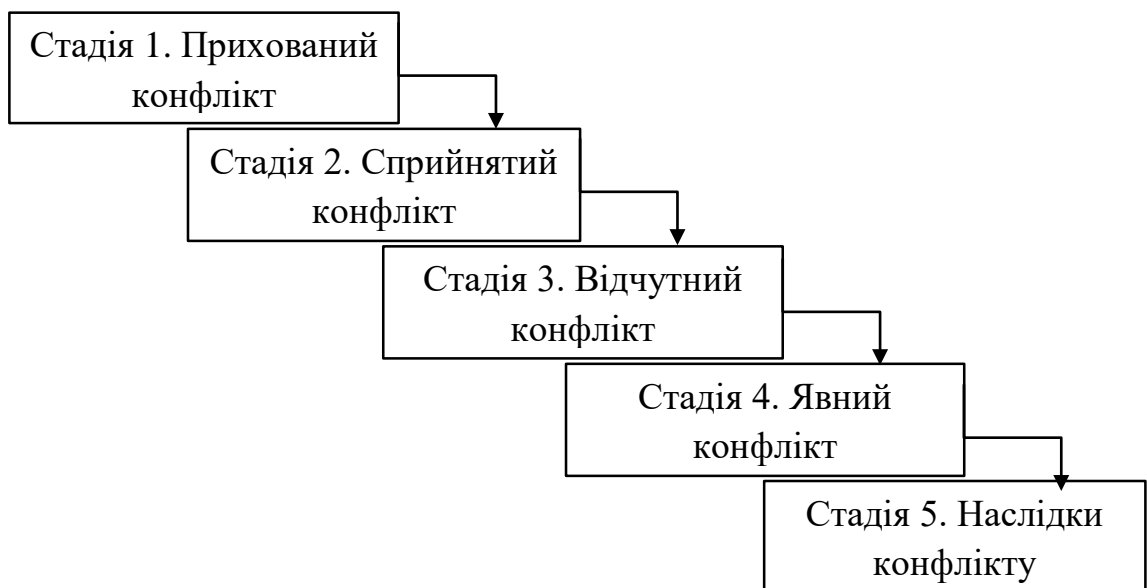 Стадія 1. Прихований
конфлікт
Стадія 2. Сприйнятий
конфлікт
Стадія 3. Відчутний
конфлікт
Стадія 4. Явний
конфлікт
Стадія 5. Наслідки
конфлікту